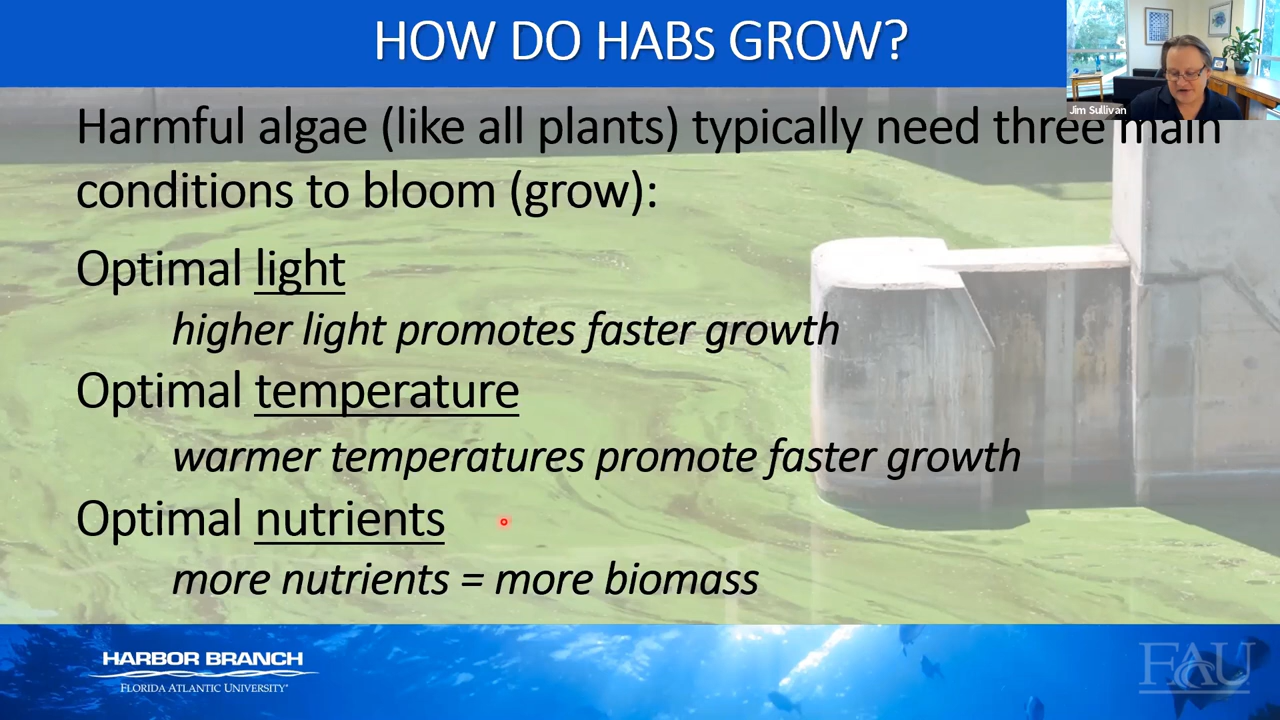 HOW DO HABs GROW?
Jim Sullivan
Harmful algae (like all plants) typically need three main
conditions to bloom (grow):
Optimal light
higher light promotes faster growth
Optimal temperature
warmer temperatures promote faster growth
Optimal nutrients
more nutrients = more biomass
HARBOR BRANCH
FLORIDA ATLANTIC UNIVERSITY
FAU